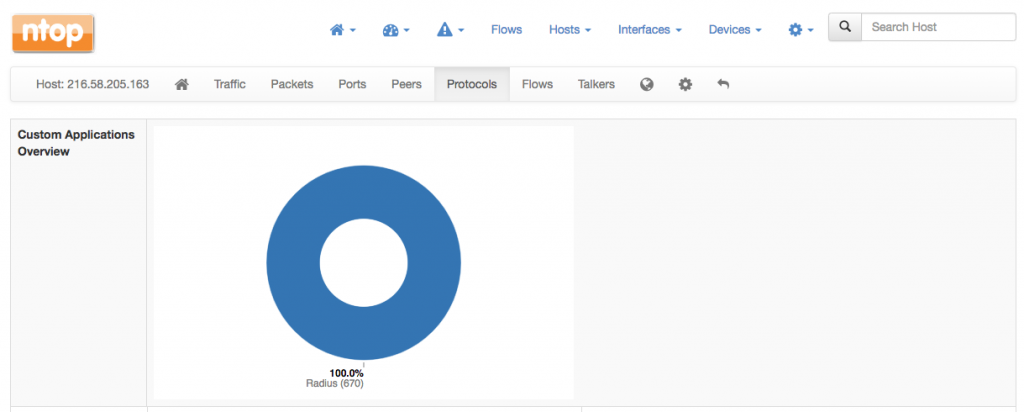 ntop
Flows Hosts Interfaces Devices Search Host
Host: 216.58.205.163 Traffic Packets Ports Peers Protocols Flows Talkers
Custom Applications
Overview
100.0%
Radius (670)